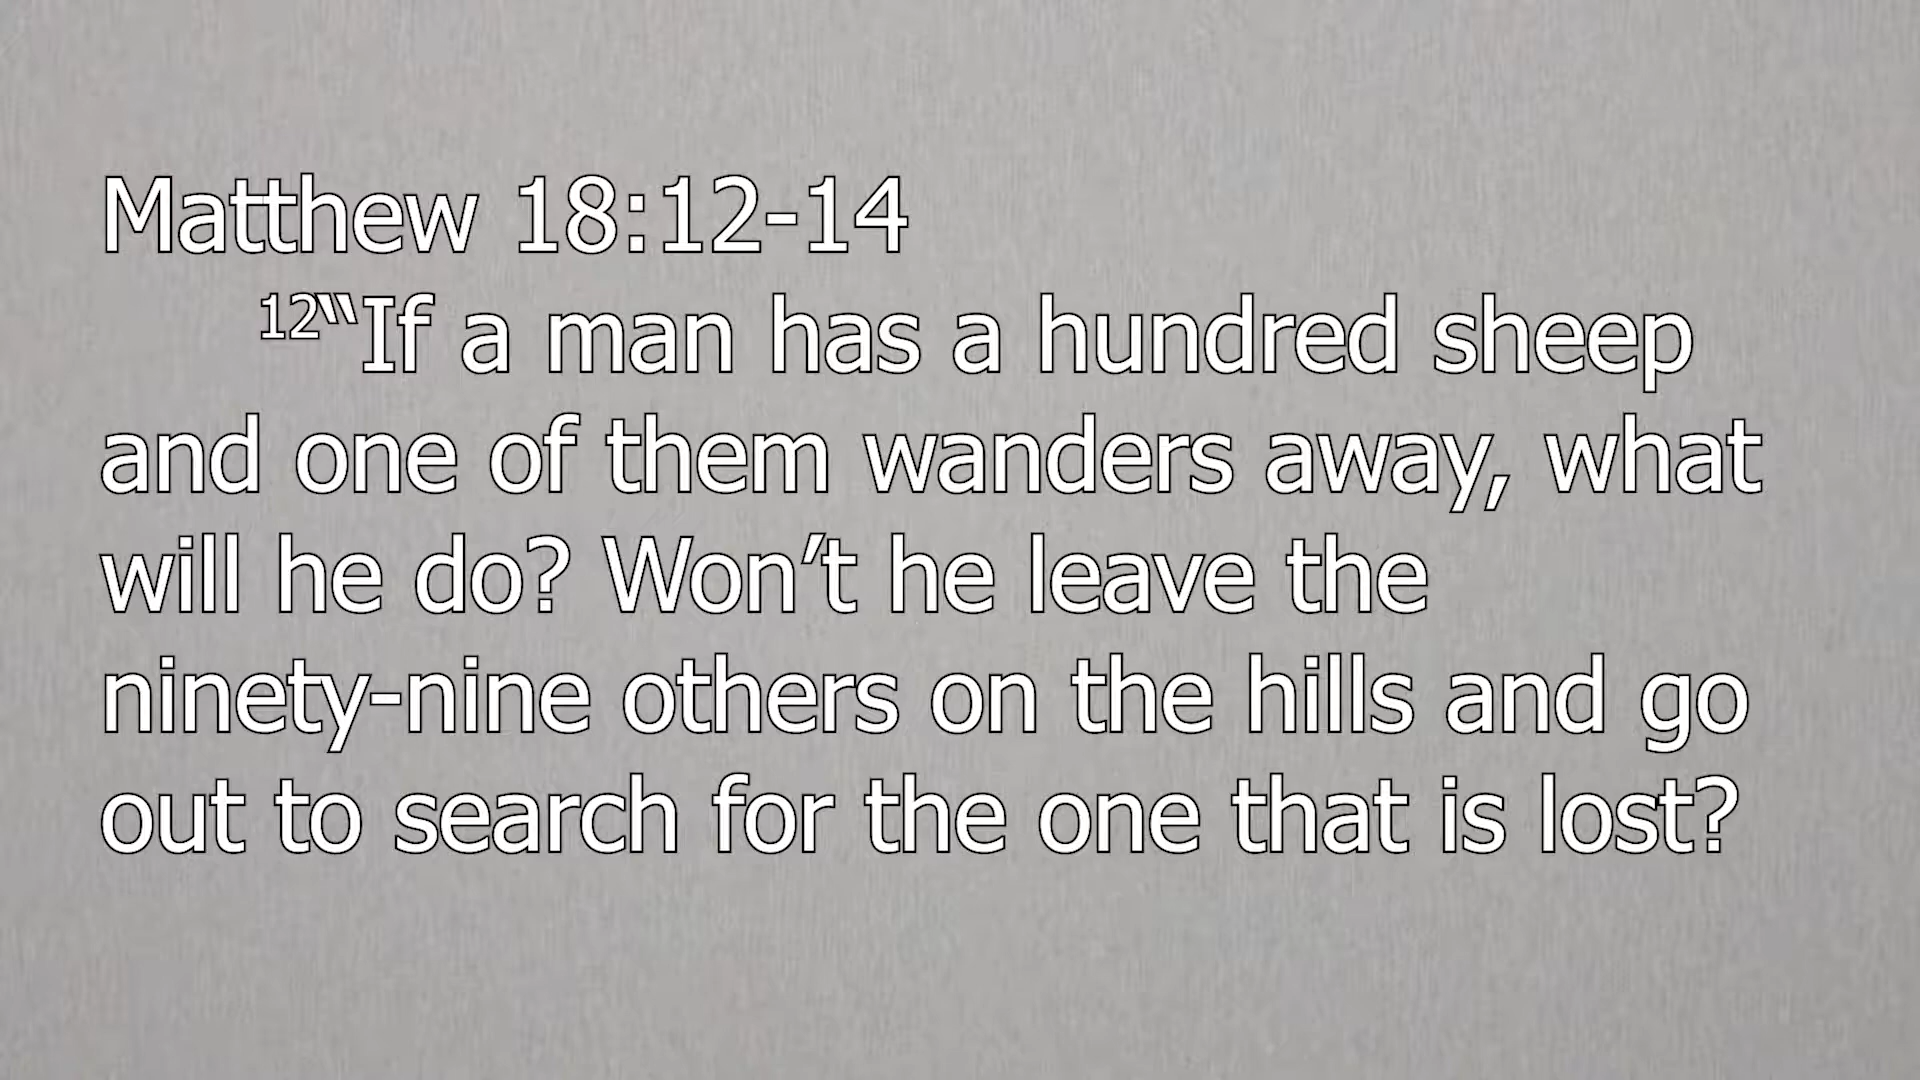 Matthew 18:12-14
12“If a man has a hundred sheep
and one of them wanders away, what
will he do? Won’t he leave the
ninety-nine others on the hills and go
out to search for the one that is lost?